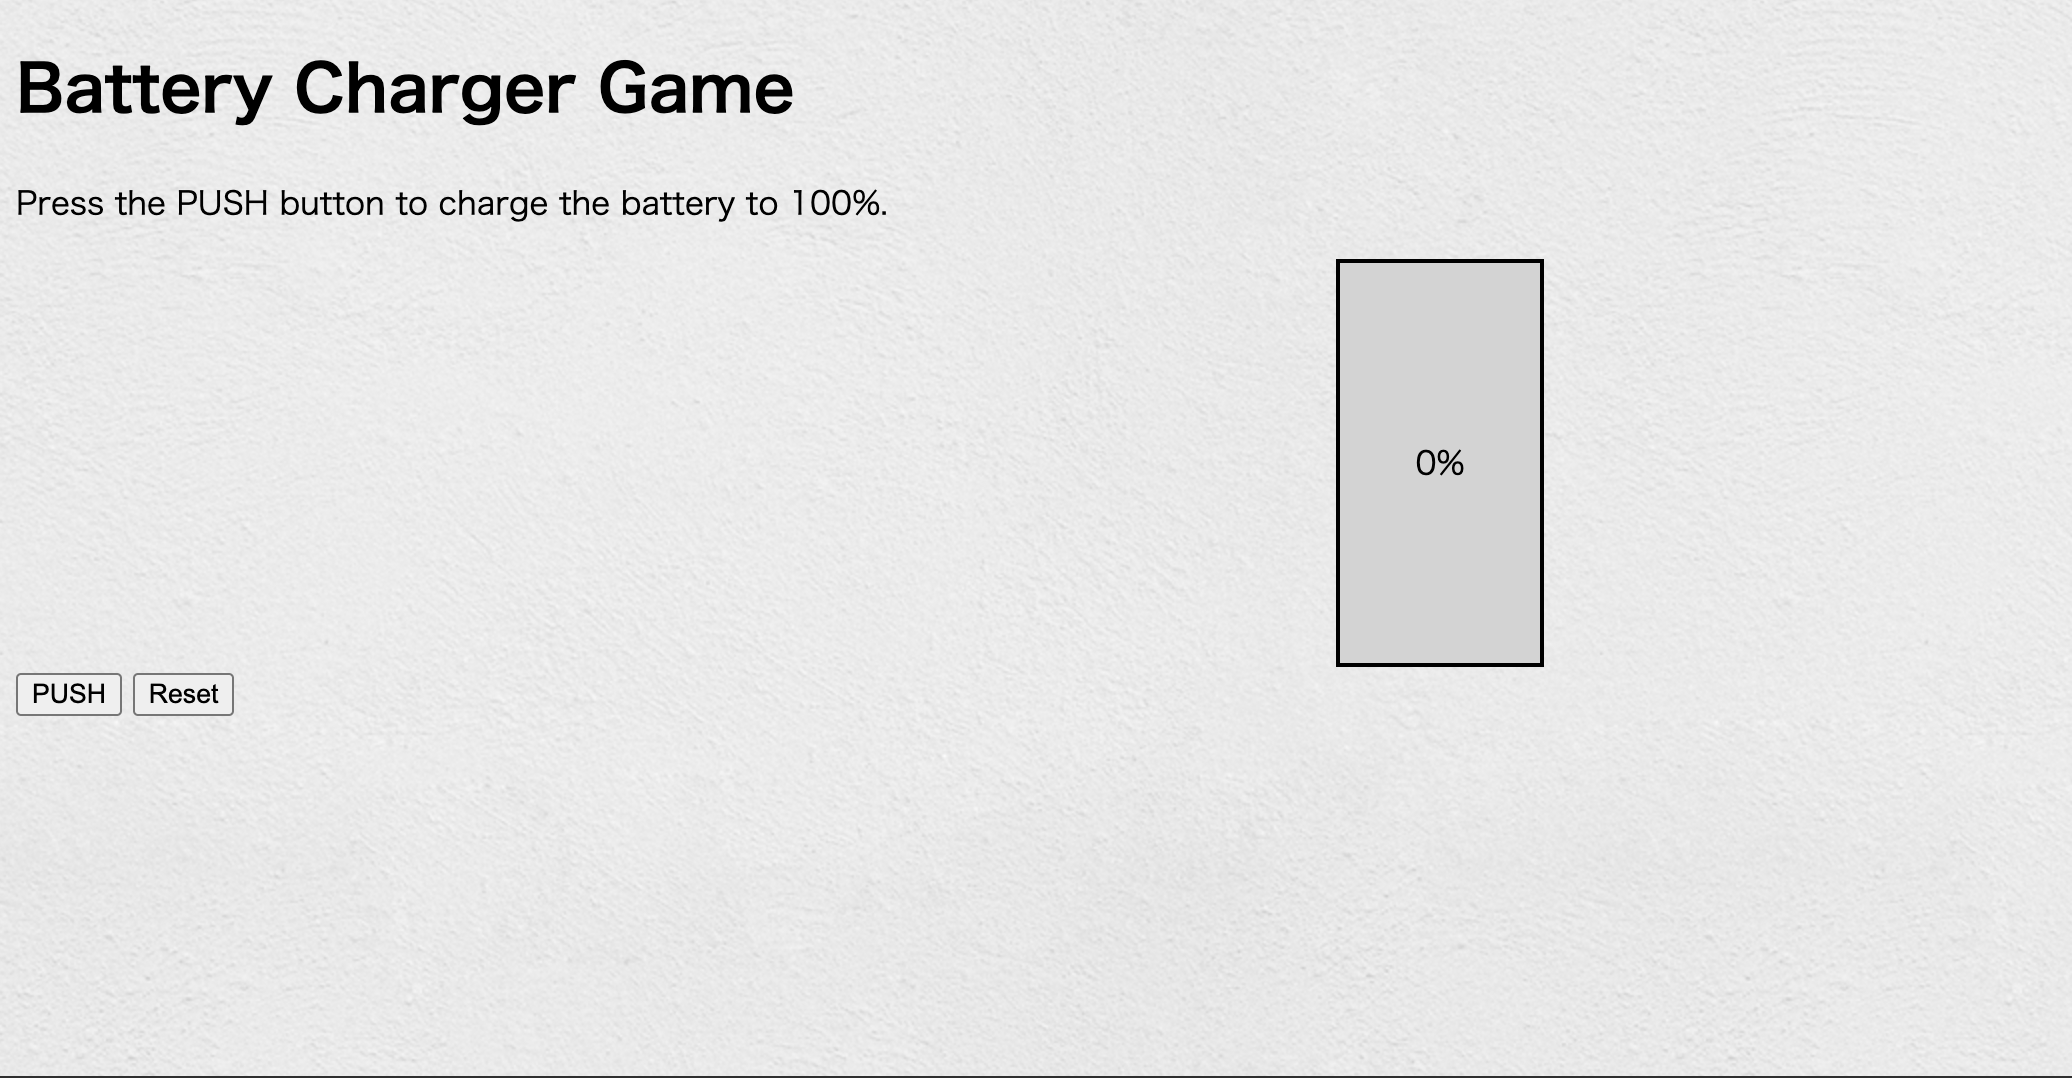 Battery Charger Game
Press the PUSH button to charge the battery to 100%.
0%
PUSH Reset